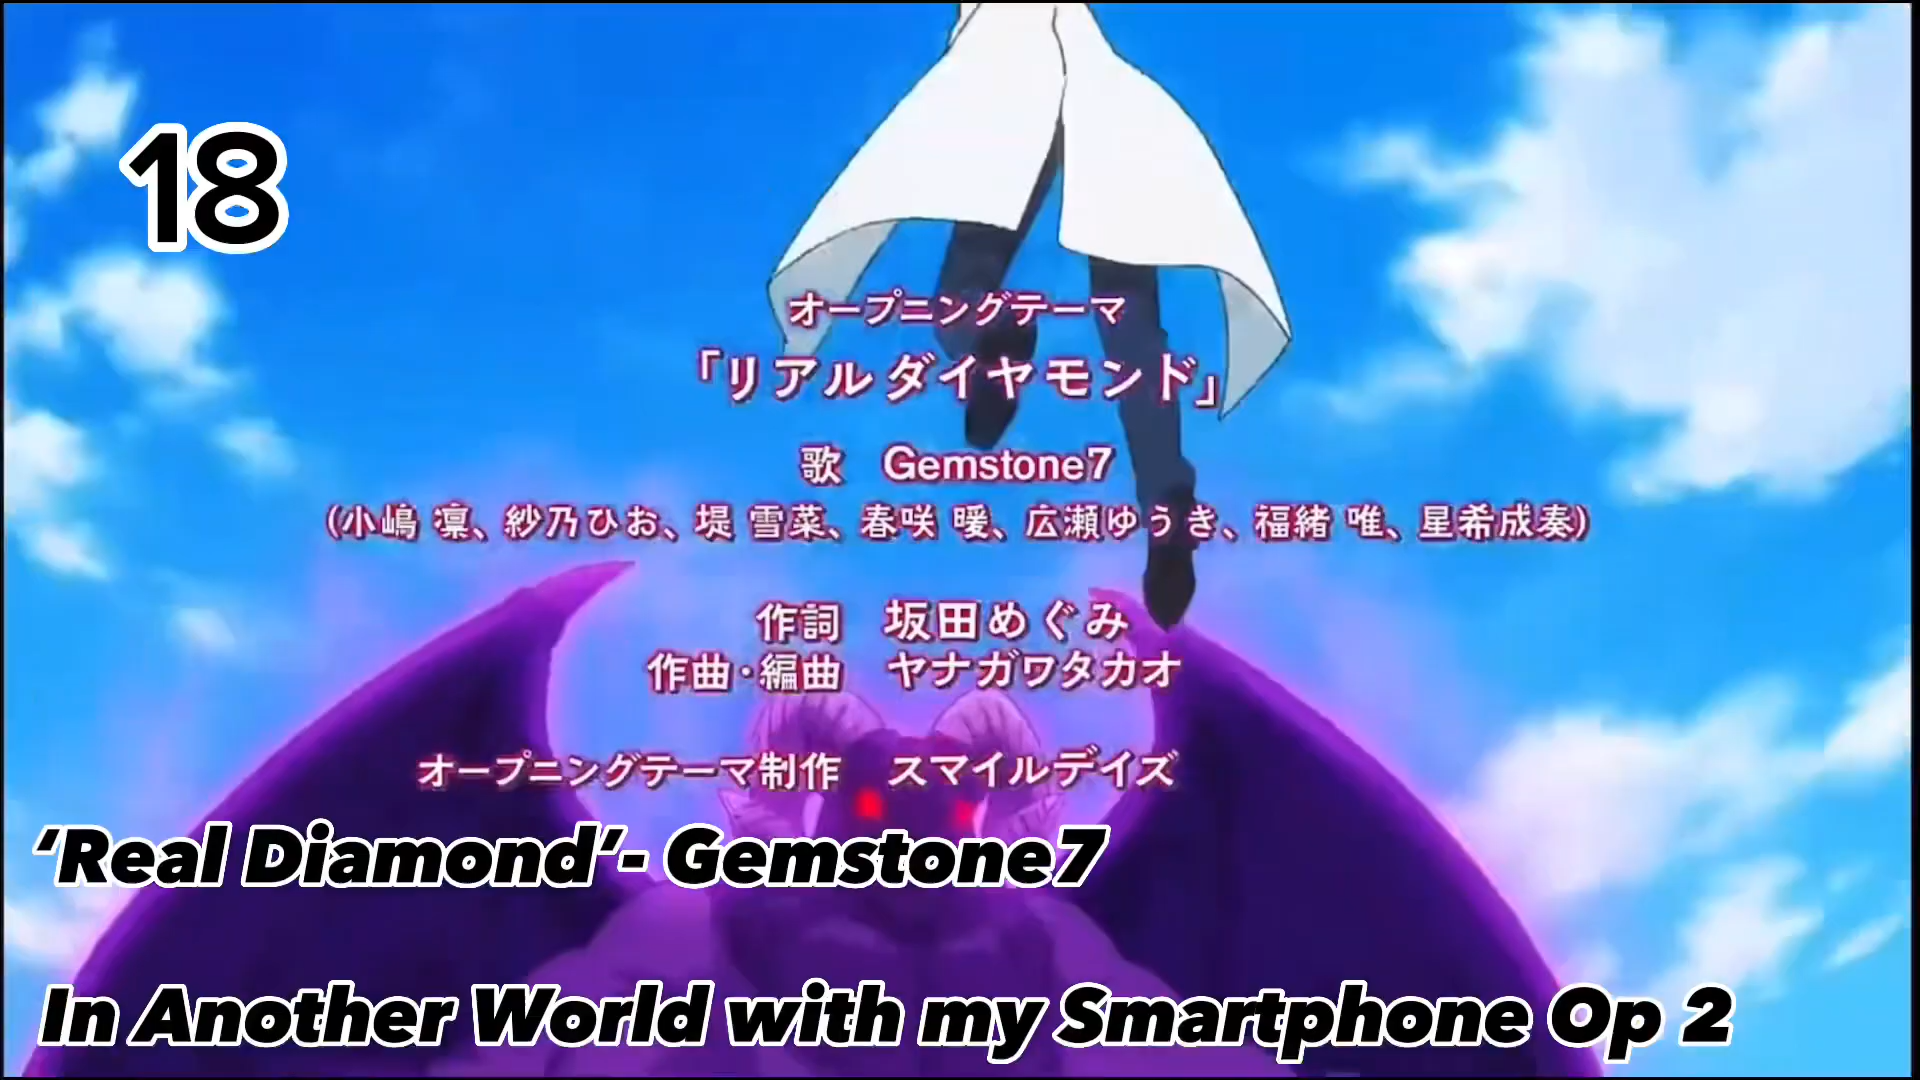 18
オープニングテーマ
「リアルダイヤモンド」
歌　Gemstone7
(小嶋 凛、紗乃ひお、堤 雪菜、春咲 暖、広瀬ゆうき、福緒 唯、星希成奏)
作詞　坂田めぐみ
作曲・編曲　ヤナガワタカオ
オープニングテーマ制作　スマイルデイズ
‘Real Diamond’- Gemstone7
In Another World with my Smartphone Op 2